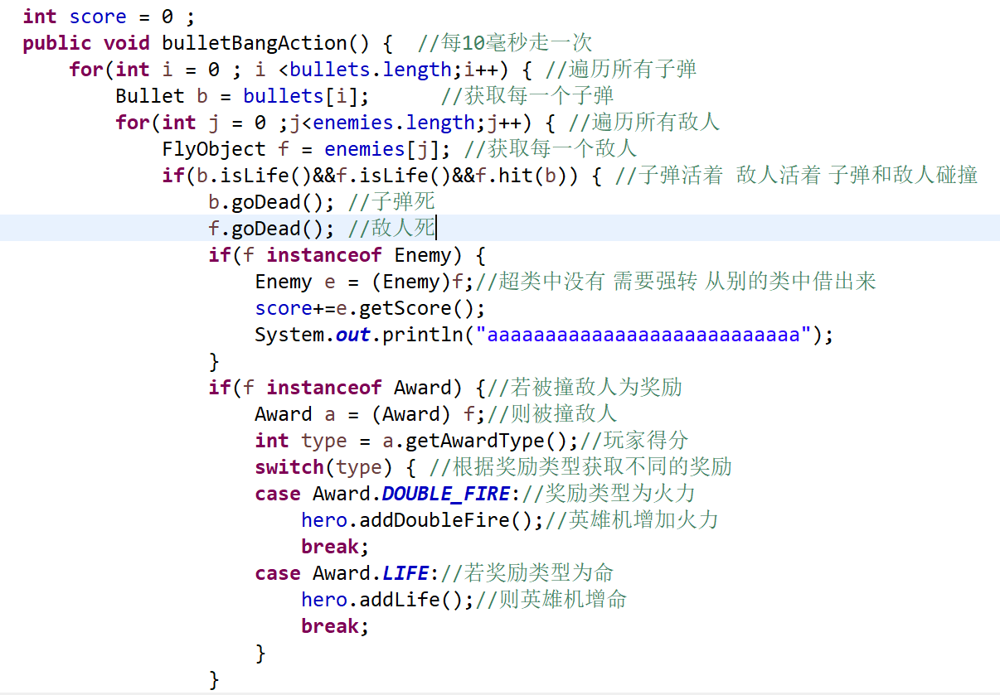 int score = 0 ;
public void bulletBangAction() {  //每10毫秒走一次
    for(int i = 0 ; i <bullets.length;i++) { //遍历所有子弹
        Bullet b = bullets[i];      //获取每一个子弹
        for(int j = 0 ;j<enemies.length;j++) { //遍历所有敌人
            FlyObject f = enemies[j]; //获取每一个敌人
            if(b.isLife()&&f.isLife()&&f.hit(b)) { //子弹活着  敌人活着 子弹和敌人碰撞
                b.goDead(); //子弹死
                f.goDead(); //敌人死
                if(f instanceof Enemy) {
                    Enemy e = (Enemy)f;//超类中没有 需要强转 从别的类中借出来
                    score+=e.getScore();
                    System.out.println("aaaaaaaaaaaaaaaaaaaaaaaaaaa");
                }
                if(f instanceof Award) {//若被撞敌人为奖励
                    Award a = (Award) f;//则被撞敌人
                    int type = a.getAwardType();//玩家得分
                    switch(type) { //根据奖励类型获取不同的奖励
                    case Award.DOUBLE_FIRE://奖励类型为火力
                        hero.addDoubleFire();//英雄机增加火力
                        break;
                    case Award.LIFE://若奖励类型为命
                        hero.addLife();//则英雄机增命
                        break;
                    }
                }